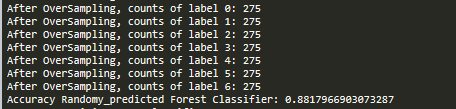 After OverSampling, counts of label 0: 275
After OverSampling, counts of label 1: 275
After OverSampling, counts of label 2: 275
After OverSampling, counts of label 3: 275
After OverSampling, counts of label 4: 275
After OverSampling, counts of label 5: 275
After OverSampling, counts of label 6: 275
Accuracy Randomy_predicted Forest Classifier: 0.8817966903073287